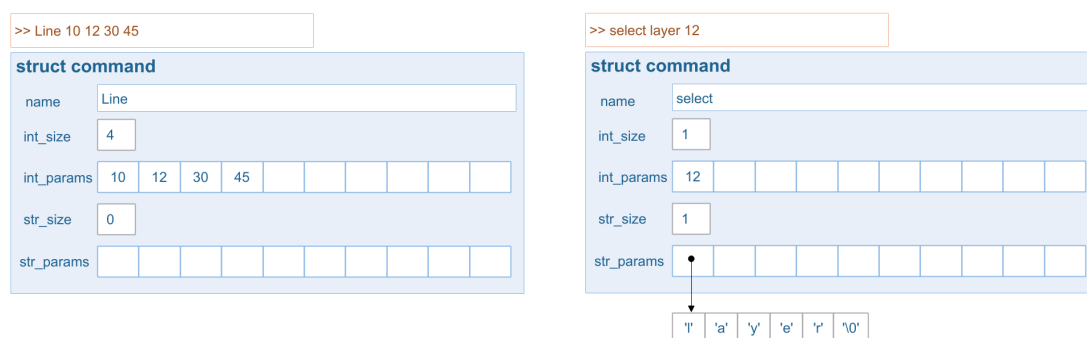 >> Line 10 12 30 45
struct command
name Line
int_size 4
int_params 10 12 30 45
str_size 0
str_params
>> select layer 12
struct command
name select
int_size 1
int_params 12
str_size 1
str_params
'l' 'a' 'y' 'e' 'r' '\0'